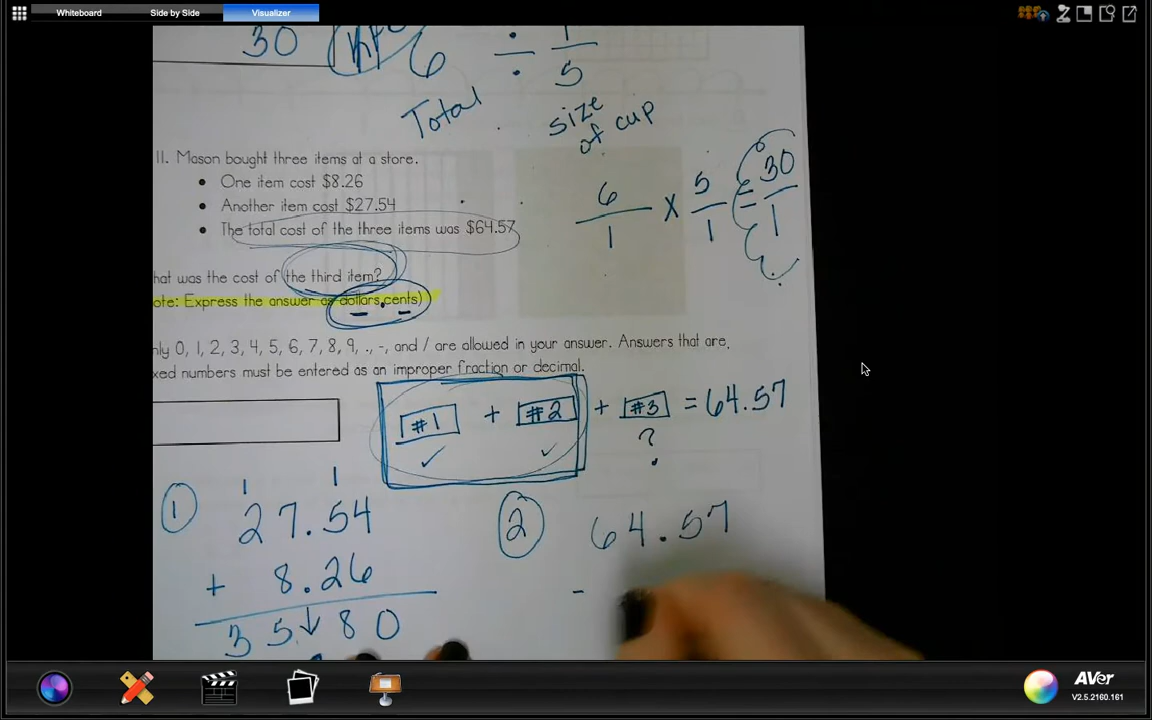 Whiteboard Side by Side Visualizer
30
6 ÷ 1/5
Total
size of cup
II. Mason bought three items at a store.
• One item cost $8.26
• Another item cost $27.54
• The total cost of the three items was $64.57
6/1 x 5/1 = 30/1
hat was the cost of the third item?
ote: Express the answer as dollars.cents)
nly 0, 1, 2, 3, 4, 5, 6, 7, 8, 9, ., -, and / are allowed in your answer. Answers that are,
xed numbers must be entered as an improper fraction or decimal.
#1 + #2 + #3 = 64.57
?
1
1 1
27.54
+ 8.26
35.80
2
64.57
-
AVer
V2.5.2160.161